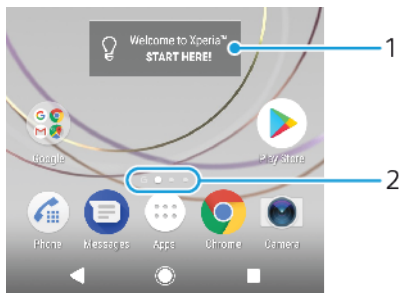 Welcome to Xperia™
START HERE!
1
Google
Play Store
2
Phone
Messages
Apps
Chrome
Camera